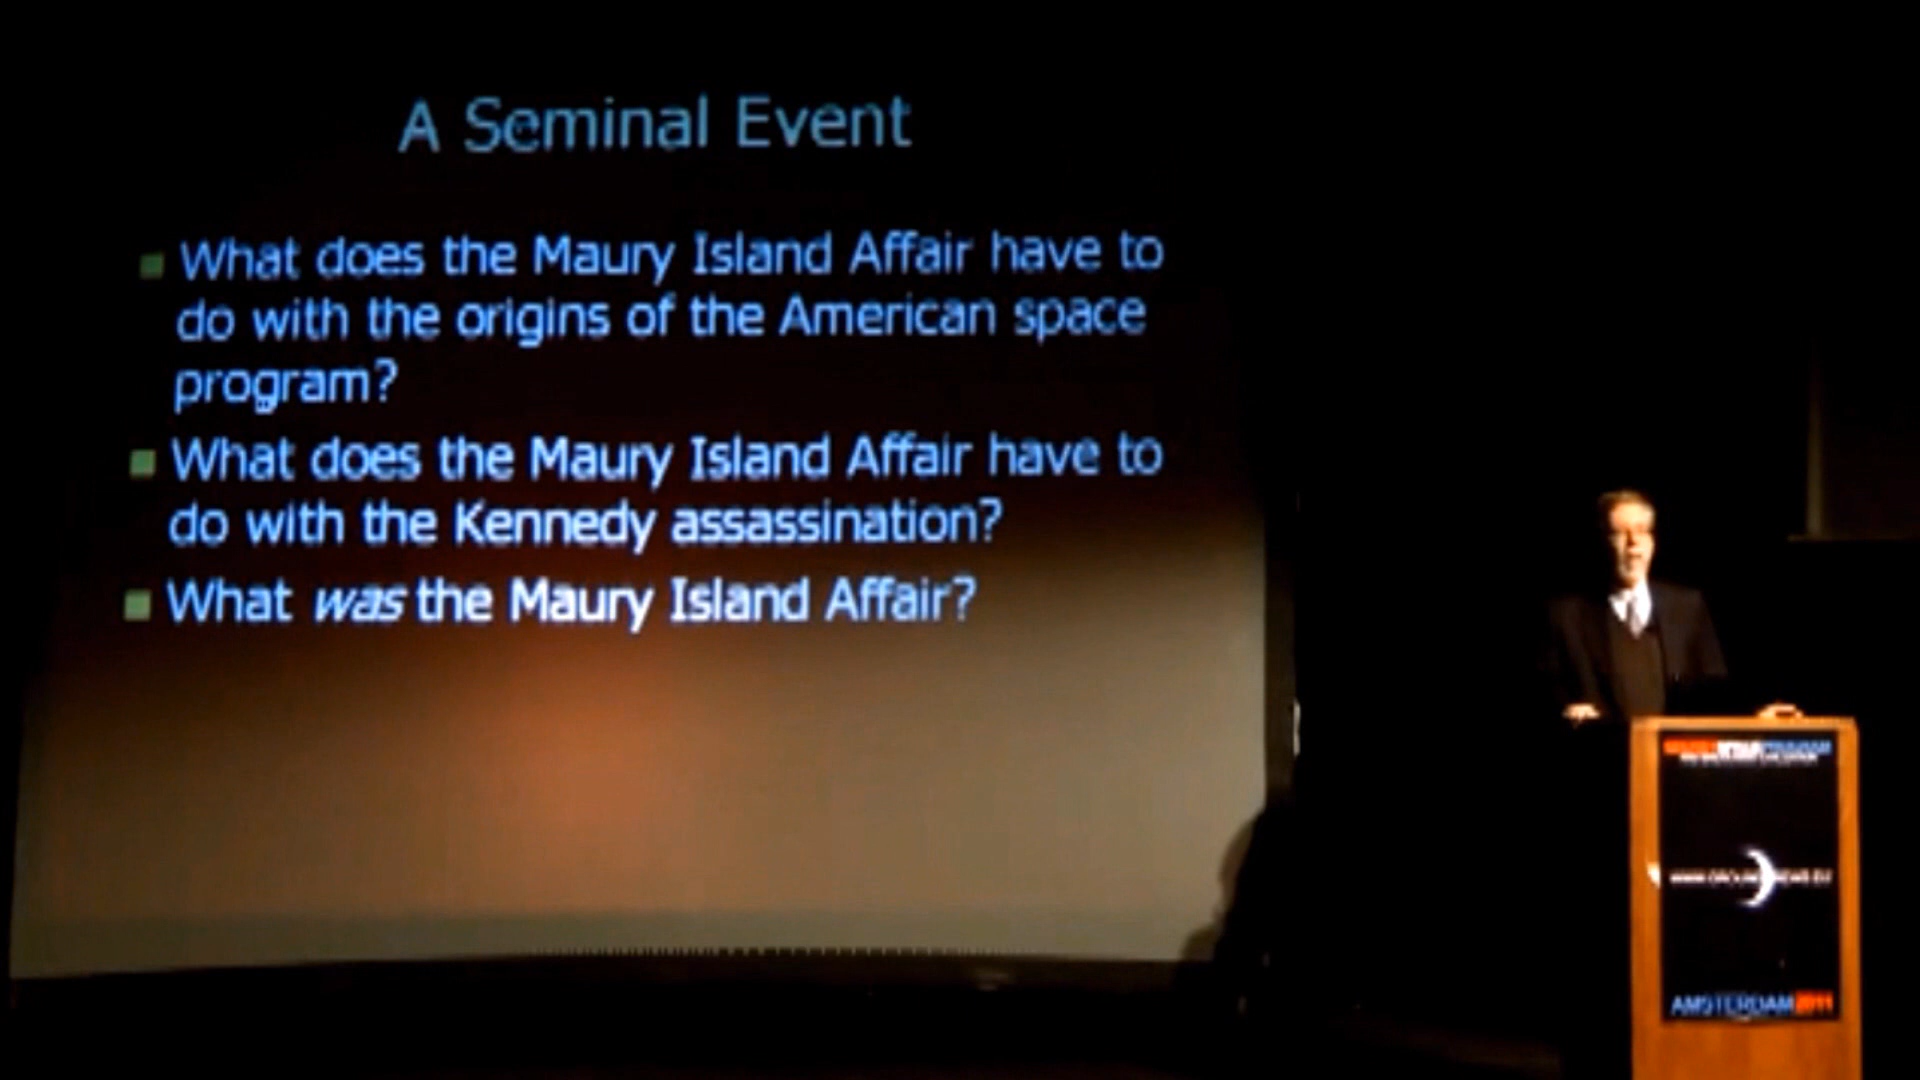 A Seminal Event
What does the Maury Island Affair have to
do with the origins of the American space
program?
What does the Maury Island Affair have to
do with the Kennedy assassination?
What was the Maury Island Affair?
AMSTERDAM 2011